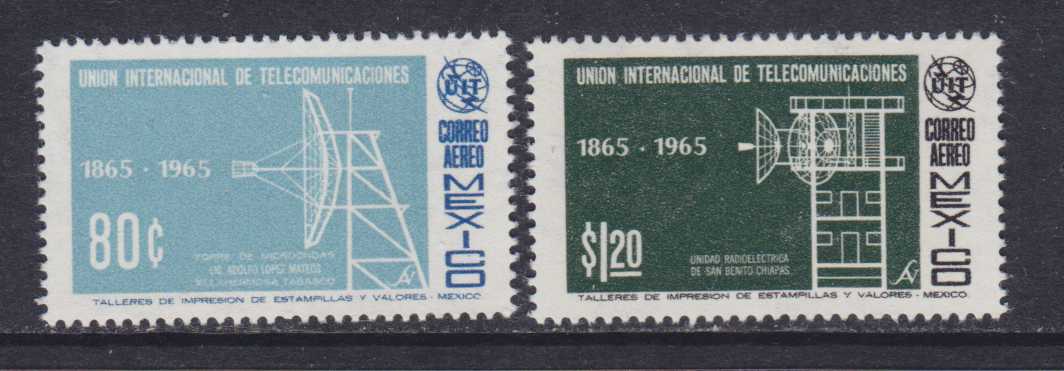 UNION INTERNACIONAL DE TELECOMUNICACIONES
UIT
CORREO
AEREO
MEXICO
1865 · 1965
80¢
TORRE DE MICROONDAS
LIC. ADOLFO LOPEZ MATEOS
VILLAHERMOSA TABASCO
TALLERES DE IMPRESION DE ESTAMPILLAS Y VALORES - MEXICO.
UNION INTERNACIONAL DE TELECOMUNICACIONES
UIT
CORREO
AEREO
MEXICO
1865 · 1965
$1.20
UNIDAD RADIOELECTRICA
DE SAN BENITO CHIAPAS.
TALLERES DE IMPRESION DE ESTAMPILLAS Y VALORES - MEXICO.